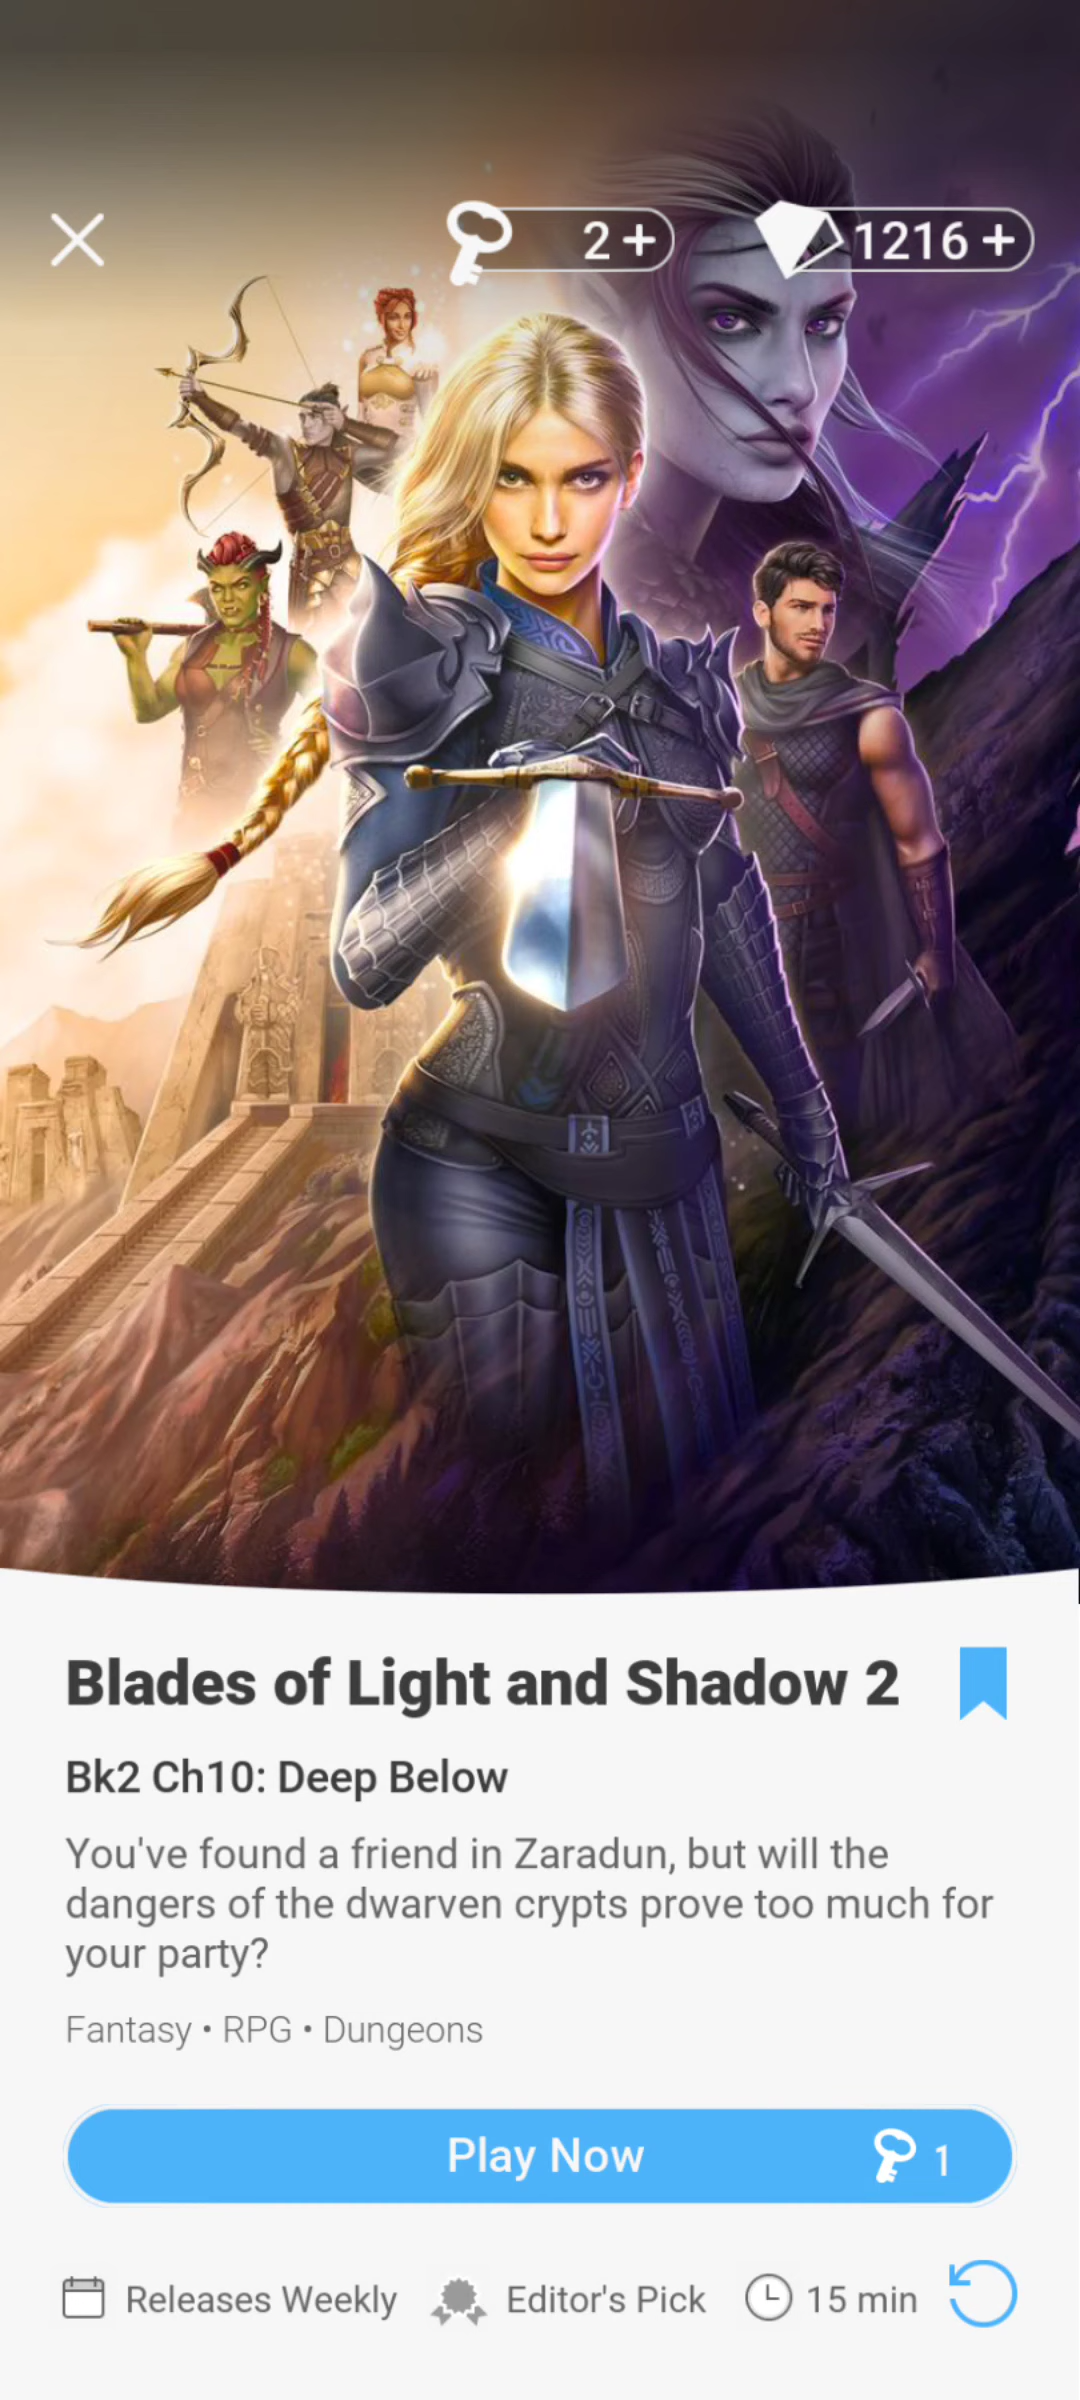 2 +
1216 +
Blades of Light and Shadow 2
Bk2 Ch10: Deep Below
You've found a friend in Zaradun, but will the
dangers of the dwarven crypts prove too much for
your party?
Fantasy • RPG • Dungeons
Play Now 1
Releases Weekly Editor's Pick 15 min